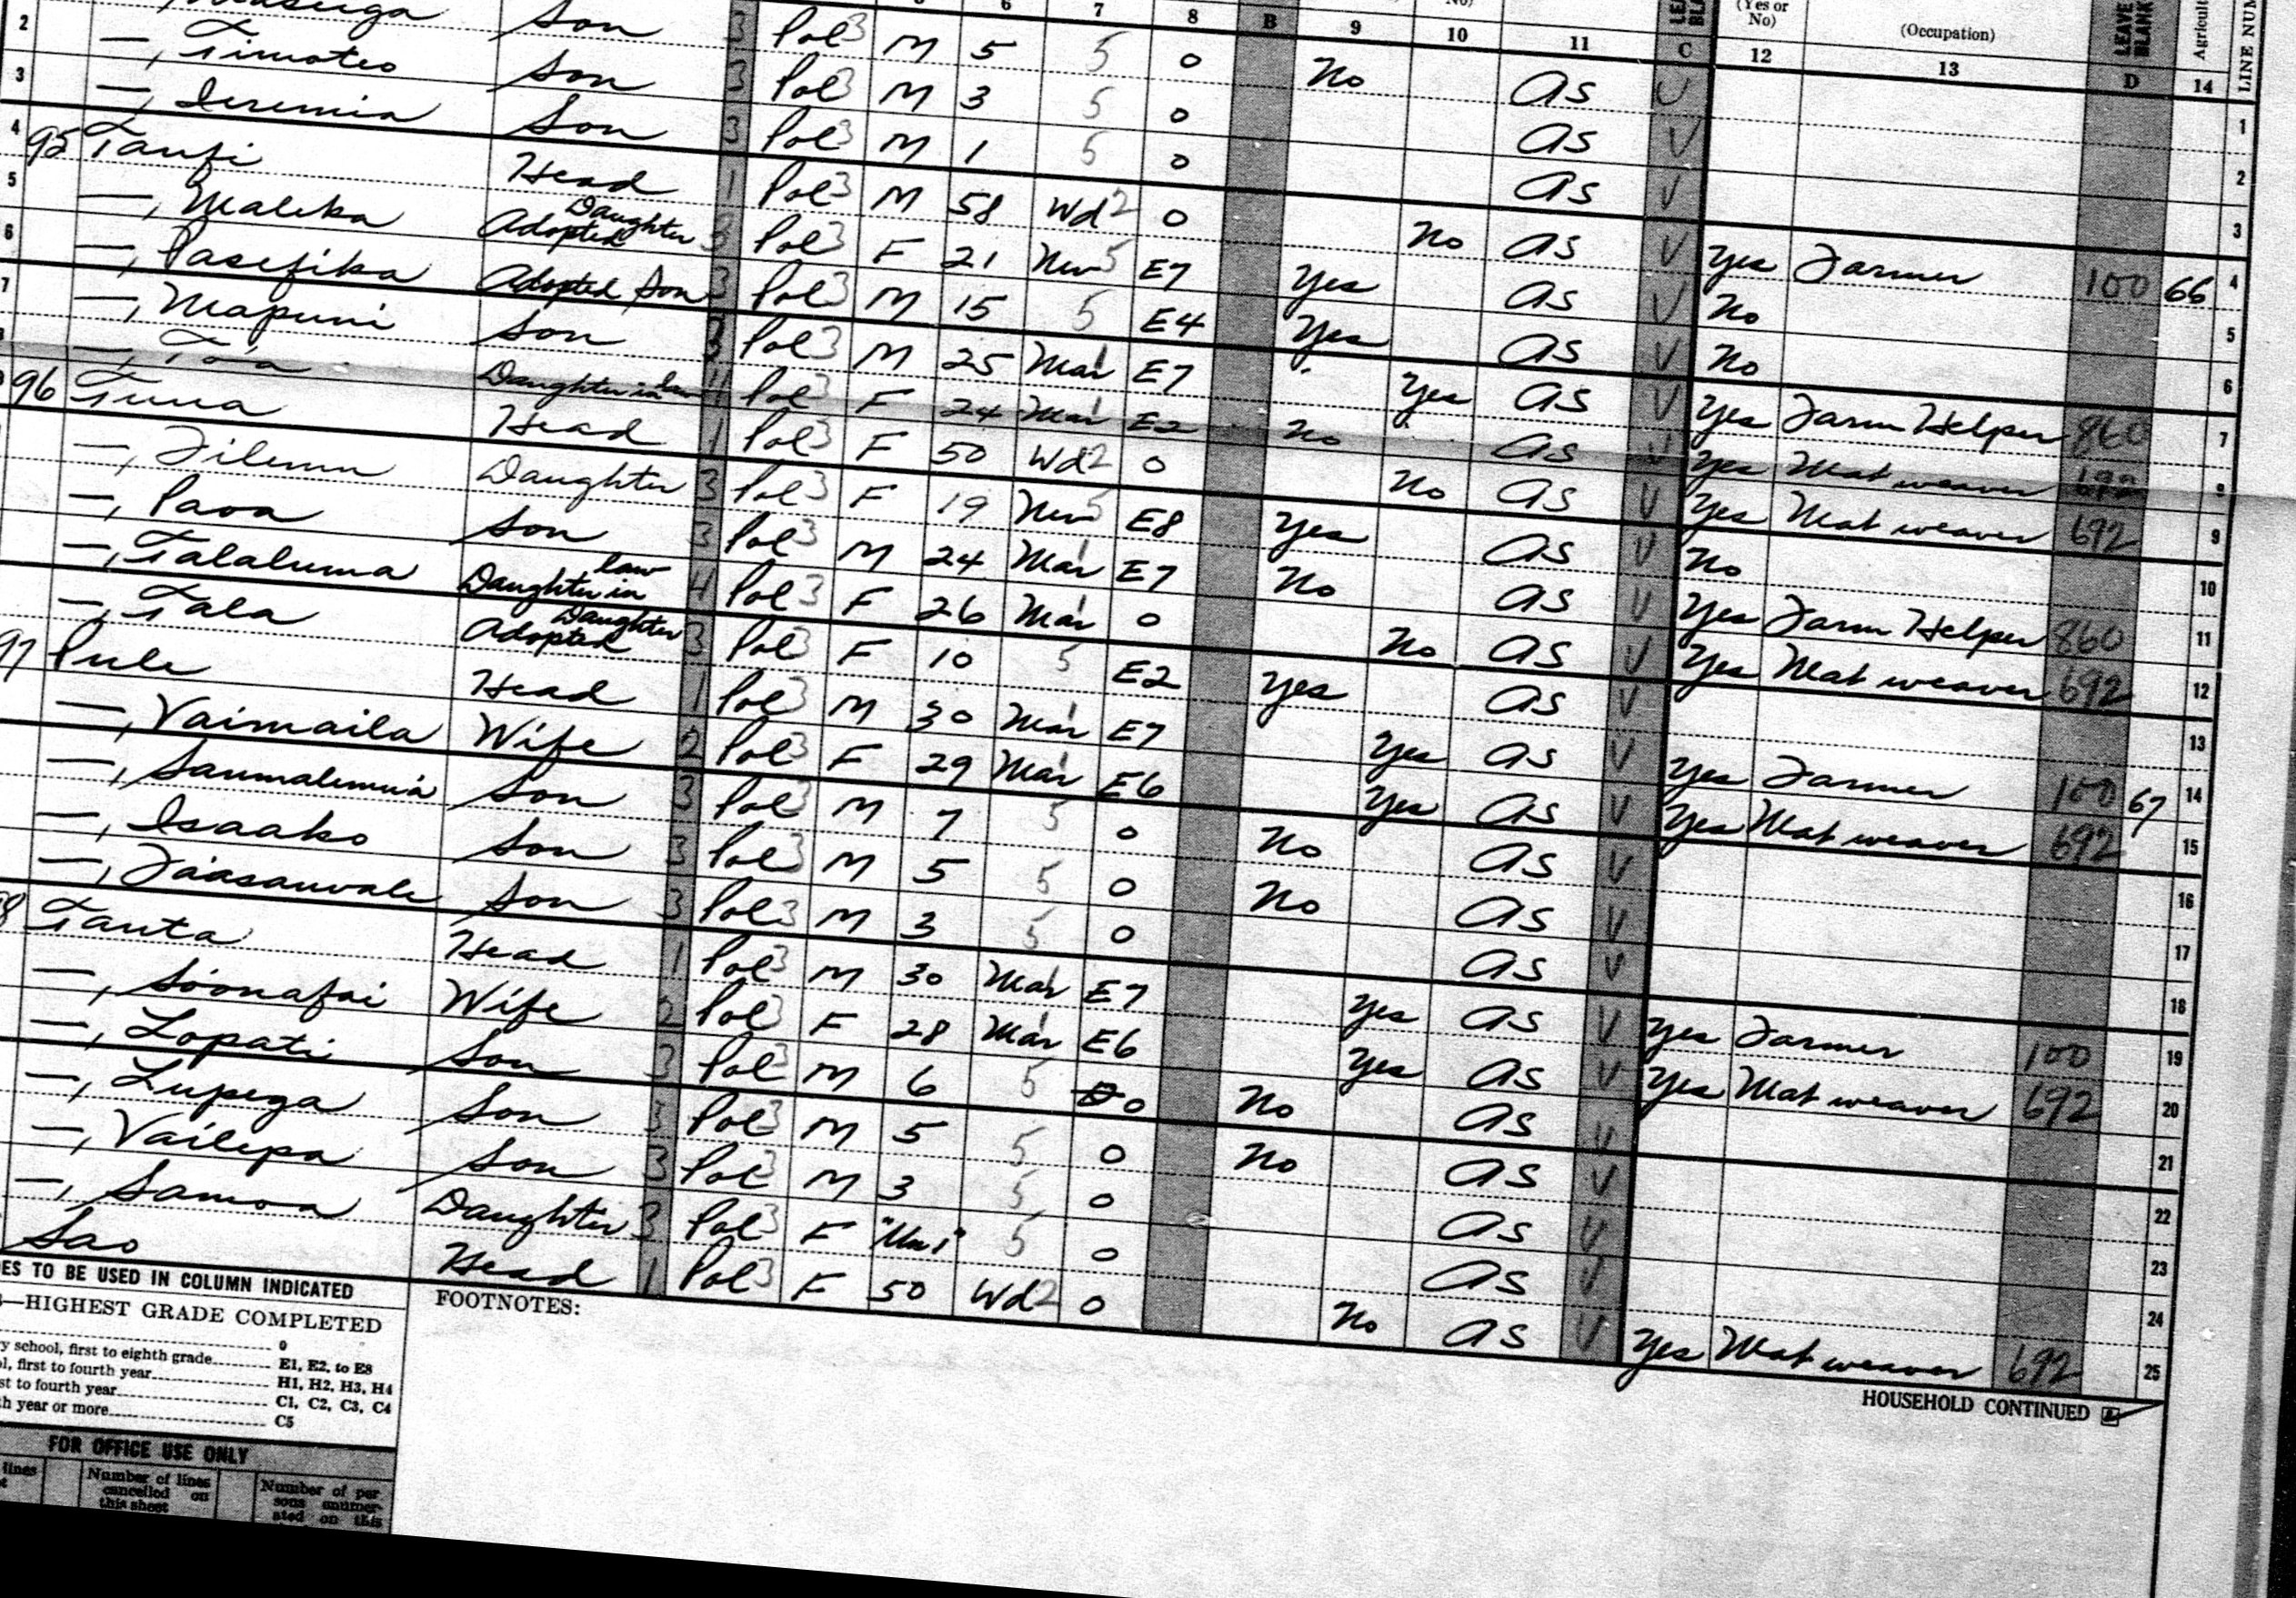 6 7 8 B 9 10 11 C 12 13 D 14
(Yes or No) (Occupation) LEAVE BLANK LINE NUM
Son 3 Pol 3 M 5 5 0 No As V 1
2 —, Timoteo Son 3 Pol 3 M 3 5 0 As V 2
3 —, Ieremia Son 3 Pol 3 M 1 5 0 As V 3
4 95 Taufi Head 1 Pol 3 M 58 Wd 2 0 No As V Yes Farmer 100 66 4
5 —, Malika Adopted Daughter 3 Pol 3 F 21 Nev 5 E7 Yes As V No 5
6 —, Pasefika Adopted Son 3 Pol 3 M 15 5 E4 Yes As V No 6
7 —, Mapuni Son 3 Pol 3 M 25 Mar 1 E7 Yes As V Yes Farm Helper 860 7
—, To'a Daughter in law 4 Pol 3 F 24 Mar 1 E2 No As V Yes Mat weaver 692 8
96 Tuua Head 1 Pol 3 F 50 Wd 2 0 No As V Yes Mat weaver 692 9
—, Filemu Daughter 3 Pol 3 F 19 Nev 5 E8 Yes As V No 10
—, Paoa Son 3 Pol 3 M 24 Mar 1 E7 No As V Yes Farm Helper 860 11
—, Talaluma Daughter in law 4 Pol 3 F 26 Mar 1 0 No As V Yes Mat weaver 692 12
—, Tala Adopted Daughter 3 Pol 3 F 10 5 E2 Yes As V 13
97 Pule Head 1 Pol 3 M 30 Mar 1 E7 Yes As V Yes Farmer 100 67 14
—, Vaimaila Wife 2 Pol 3 F 29 Mar 1 E6 Yes As V Yes Mat weaver 692 15
—, Saumalemuia Son 3 Pol 3 M 7 5 0 No As V 16
—, Isaako Son 3 Pol 3 M 5 5 0 No As V 17
—, Faasauvale Son 3 Pol 3 M 3 5 0 As V 18
8 Tauta Head 1 Pol 3 M 30 Mar 1 E7 Yes As V Yes Farmer 100 19
—, So'onafai Wife 2 Pol 3 F 28 Mar 1 E6 Yes As V Yes Mat weaver 692 20
—, Lopati Son 3 Pol 3 M 6 5 0 No As V 21
—, Lupega Son 3 Pol 3 M 5 5 0 No As V 22
—, Vailepa Son 3 Pol 3 M 3 5 0 As V 23
—, Samoa Daughter 3 Pol 3 F "Un 1" 5 0 As V 24
Sao Head 1 Pol 3 F 50 Wd 2 0 No As V Yes Mat weaver 692 25
ES TO BE USED IN COLUMN INDICATED
FOOTNOTES:
HOUSEHOLD CONTINUED
—HIGHEST GRADE COMPLETED
0
y school, first to eighth grade E1, E2, to E8
l, first to fourth year H1, H2, H3, H4
st to fourth year C1, C2, C3, C4
h year or more C5
FOR OFFICE USE ONLY
lines
Number of lines cancelled on this sheet
Number of persons enumerated on this